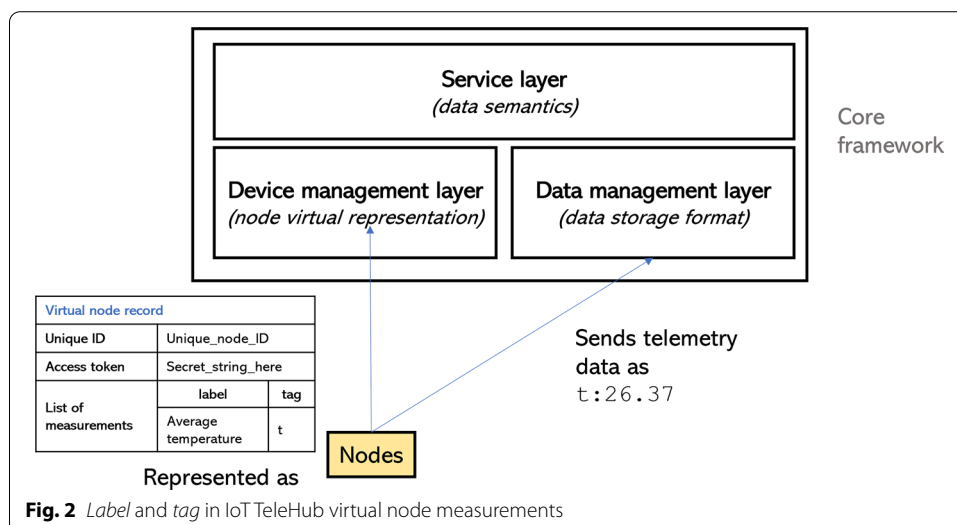 Service layer
(data semantics)
Core
framework
Device management layer
(node virtual representation)
Data management layer
(data storage format)
Virtual node record
Unique ID Unique_node_ID
Access token Secret_string_here
List of
measurements
label tag
Average
temperature
t
Sends telemetry
data as
t:26.37
Nodes
Represented as
Fig. 2 Label and tag in IoT TeleHub virtual node measurements